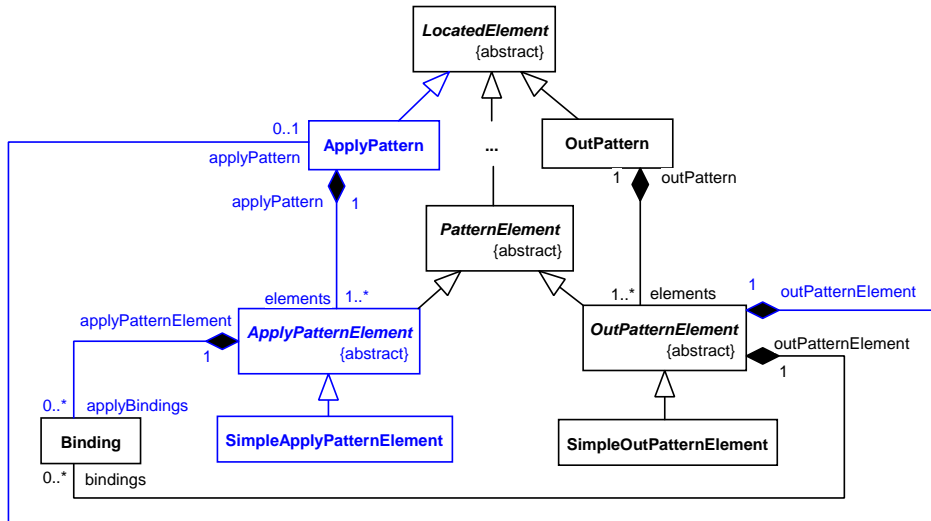 LocatedElement
{abstract}
0..1
applyPattern
ApplyPattern
...
OutPattern
applyPattern
1
1
outPattern
PatternElement
{abstract}
elements
1..*
1..*
elements
1
outPatternElement
applyPatternElement
1
ApplyPatternElement
{abstract}
OutPatternElement
{abstract}
outPatternElement
1
0..*
applyBindings
Binding
SimpleApplyPatternElement
SimpleOutPatternElement
0..*
bindings